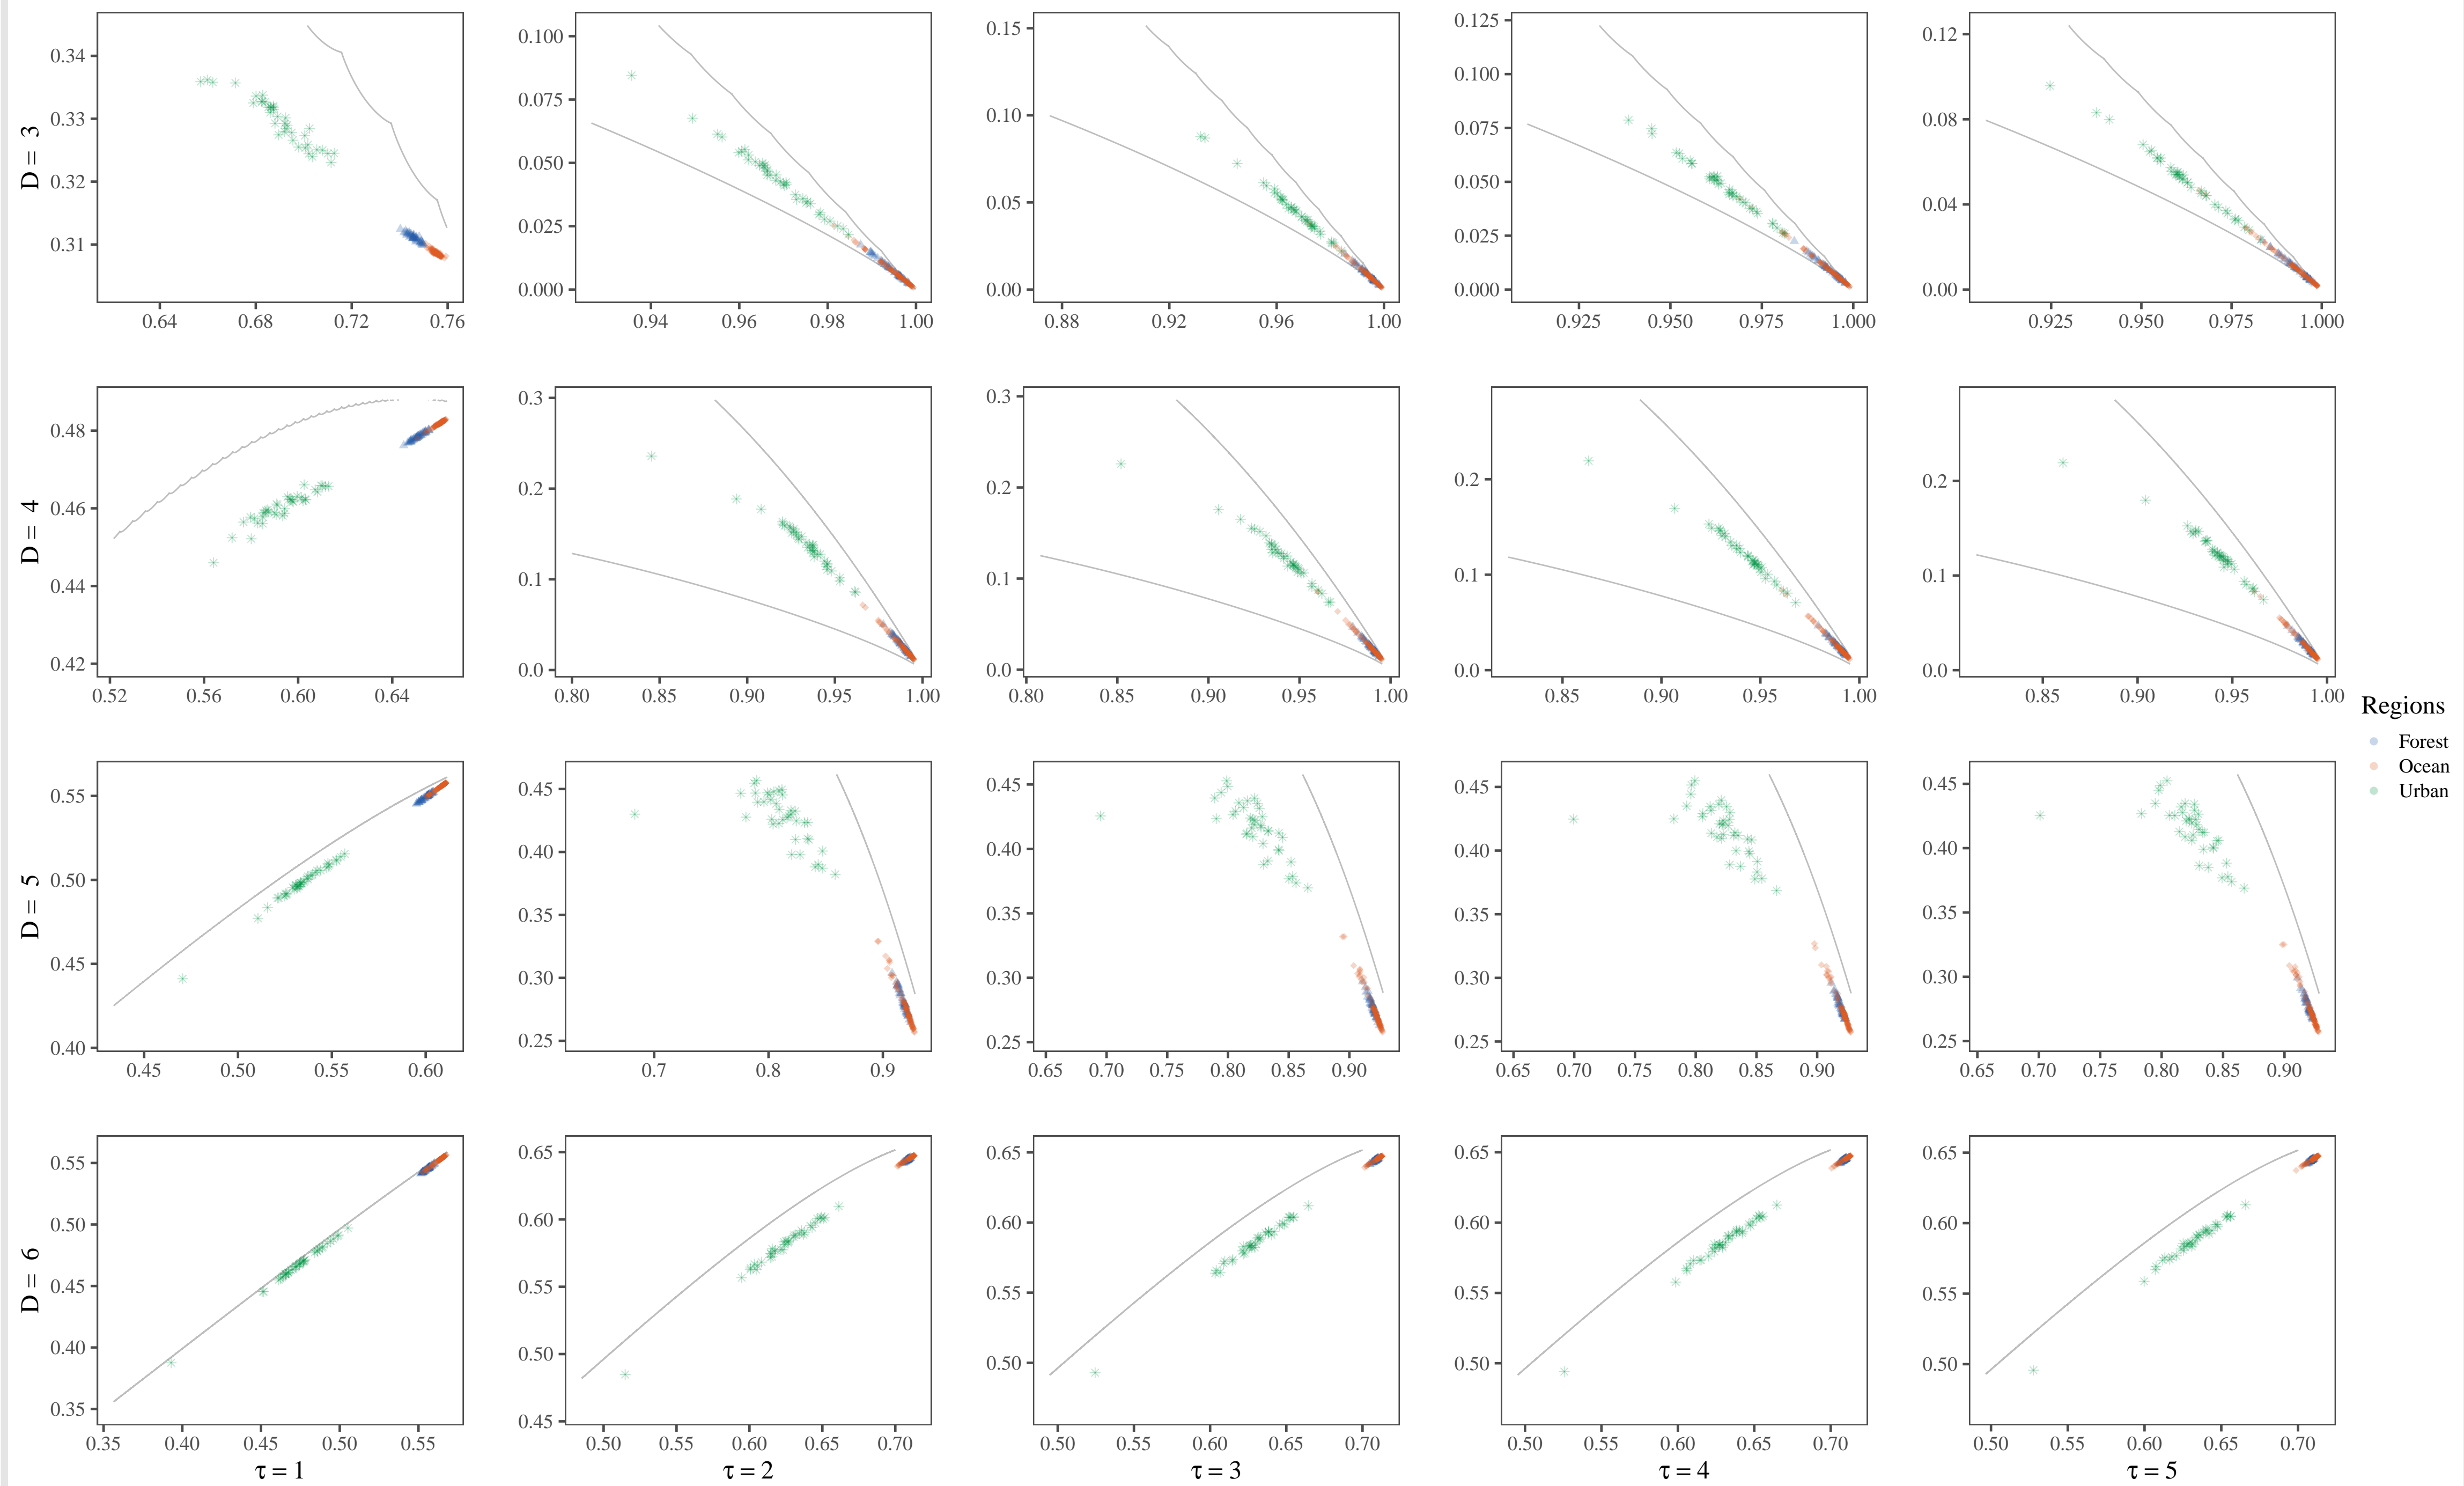 0.34
0.33
0.32
0.31
0.64 0.68 0.72 0.76
D = 3
0.100
0.075
0.050
0.025
0.000
0.94 0.96 0.98 1.00
0.15
0.10
0.05
0.00
0.88 0.92 0.96 1.00
0.125
0.100
0.075
0.050
0.025
0.000
0.925 0.950 0.975 1.000
0.12
0.08
0.04
0.00
0.925 0.950 0.975 1.000
0.48
0.46
0.44
0.42
0.52 0.56 0.60 0.64
D = 4
0.3
0.2
0.1
0.0
0.80 0.85 0.90 0.95 1.00
0.3
0.2
0.1
0.0
0.80 0.85 0.90 0.95 1.00
0.2
0.1
0.0
0.85 0.90 0.95 1.00
0.2
0.1
0.0
0.85 0.90 0.95 1.00
Regions
Forest
Ocean
Urban
0.55
0.50
0.45
0.40
0.45 0.50 0.55 0.60
D = 5
0.45
0.40
0.35
0.30
0.25
0.7 0.8 0.9
0.45
0.40
0.35
0.30
0.25
0.65 0.70 0.75 0.80 0.85 0.90
0.45
0.40
0.35
0.30
0.25
0.65 0.70 0.75 0.80 0.85 0.90
0.45
0.40
0.35
0.30
0.25
0.65 0.70 0.75 0.80 0.85 0.90
0.55
0.50
0.45
0.40
0.35
0.35 0.40 0.45 0.50 0.55
D = 6
τ = 1
0.65
0.60
0.55
0.50
0.45
0.50 0.55 0.60 0.65 0.70
τ = 2
0.65
0.60
0.55
0.50
0.50 0.55 0.60 0.65 0.70
τ = 3
0.65
0.60
0.55
0.50
0.50 0.55 0.60 0.65 0.70
τ = 4
0.65
0.60
0.55
0.50
0.50 0.55 0.60 0.65 0.70
τ = 5